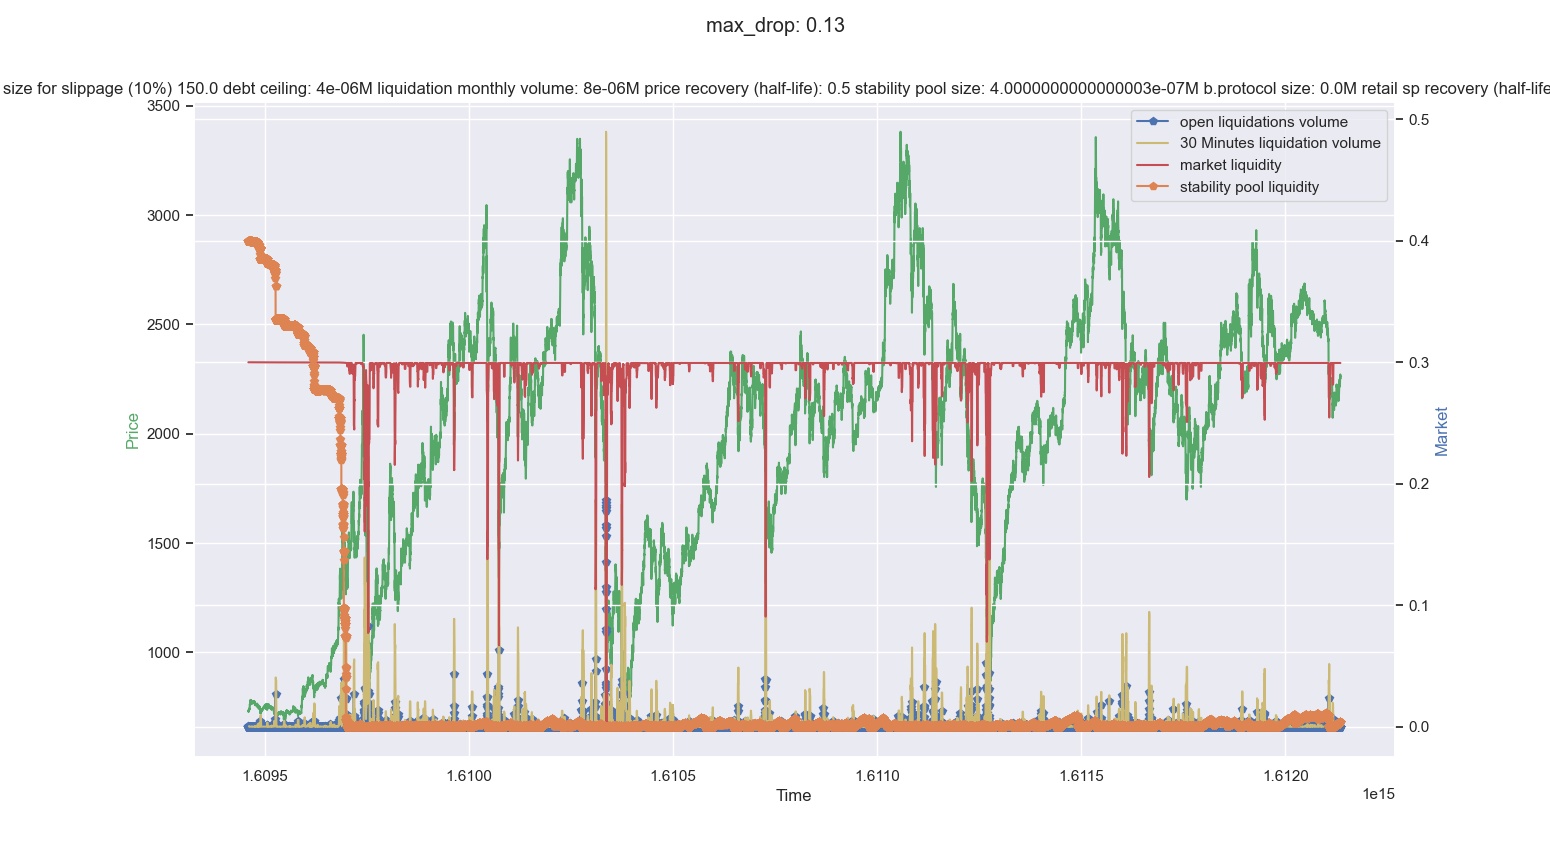 max_drop: 0.13
size for slippage (10%) 150.0 debt ceiling: 4e-06M liquidation monthly volume: 8e-06M price recovery (half-life): 0.5 stability pool size: 4.0000000000000003e-07M b.protocol size: 0.0M retail sp recovery (half-life
3500
3000
2500
2000
1500
1000
Price
0.5
0.4
0.3
0.2
0.1
0.0
Market
open liquidations volume
30 Minutes liquidation volume
market liquidity
stability pool liquidity
1.6095
1.6100
1.6105
1.6110
1.6115
1.6120
1e15
Time